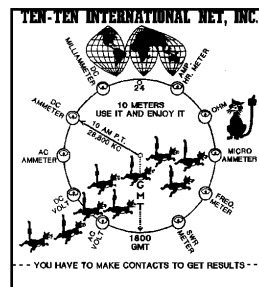 TEN-TEN INTERNATIONAL NET, INC.
DC
MILLIAMMETER
AMP
HR. METER
24
10 METERS
USE IT AND ENJOY IT
DC
AMMETER
10 AM P.T.
28,800 KC
OHM
AC
AMMETER
MICRO
AMMETER
DC
VOLT
G
M
T
FREQ.
METER
AC
VOLT
1800
GMT
SWR
METER
--- YOU HAVE TO MAKE CONTACTS TO GET RESULTS ---